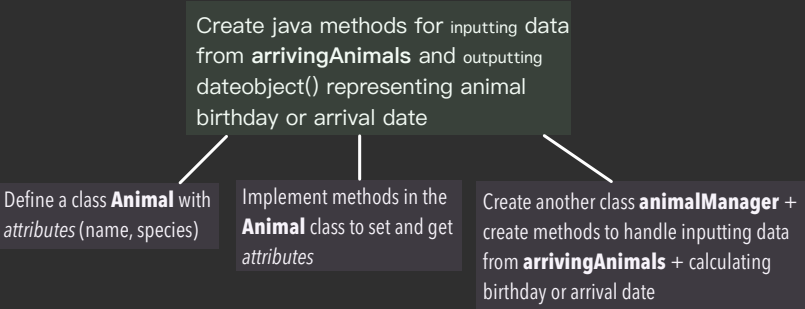 Create java methods for inputting data
from arrivingAnimals and outputting
dateobject() representing animal
birthday or arrival date
Define a class Animal with
attributes (name, species)
Implement methods in the
Animal class to set and get
attributes
Create another class animalManager +
create methods to handle inputting data
from arrivingAnimals + calculating
birthday or arrival date